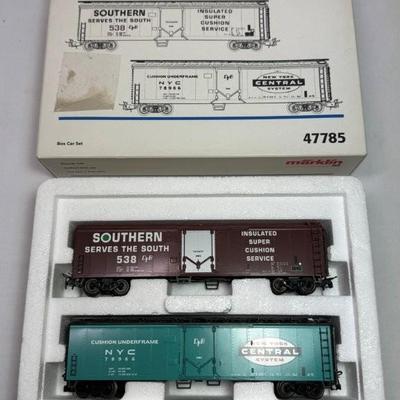 SOUTHERN
SERVES THE SOUTH
538
INSULATED
SUPER
CUSHION
SERVICE
CUSHION UNDERFRAME
NYC
78966
NEW YORK
CENTRAL
SYSTEM
Box Car Set
47785
märklin
SOUTHERN
SERVES THE SOUTH
538
INSULATED
SUPER
CUSHION
SERVICE
CUSHION UNDERFRAME
NYC
78966
NEW YORK
CENTRAL
SYSTEM